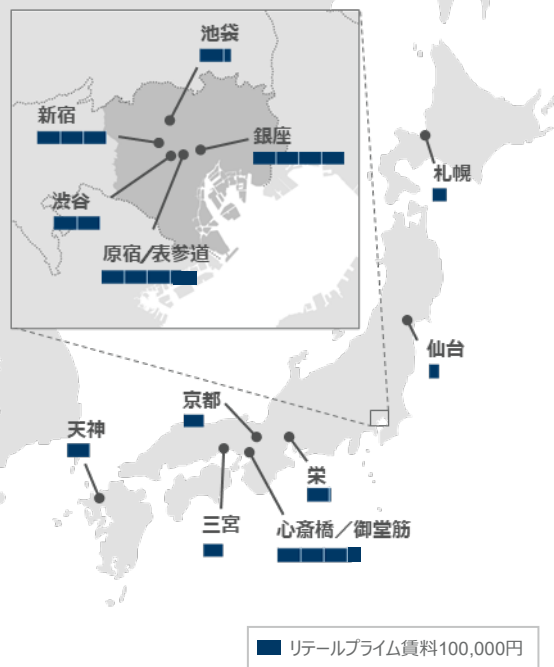 池袋
新宿
銀座
渋谷
原宿/表参道
札幌
仙台
京都
天神
栄
三宮
心斎橋／御堂筋
リテールプライム賃料100,000円